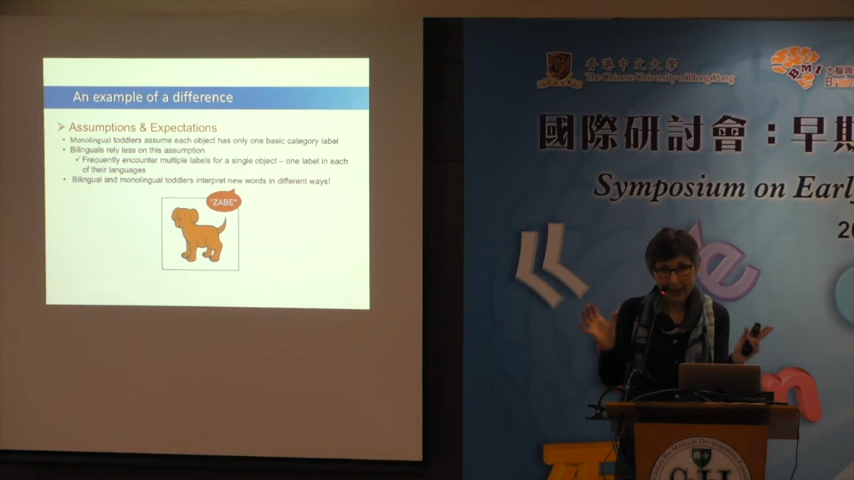 An example of a difference
Assumptions & Expectations
Monolingual toddlers assume each object has only one basic category label
Bilinguals rely less on this assumption
Frequently encounter multiple labels for a single object – one label in each
of their languages
Bilingual and monolingual toddlers interpret new words in different ways!
"ZABE"
香港中文大學
The Chinese University of Hong Kong
BMI
Brain
國際研討會：早期
Symposium on Early
20